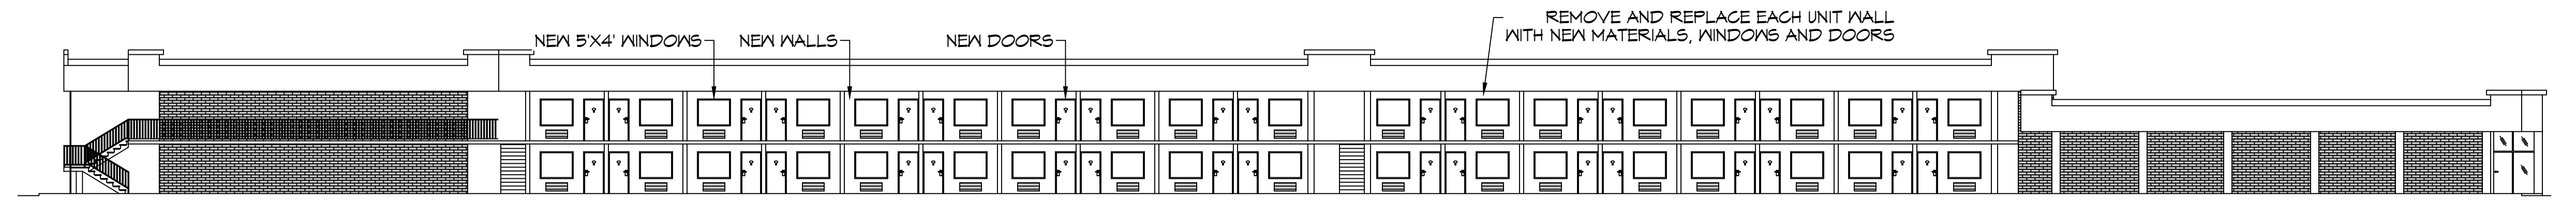 NEW 5'X4' WINDOWS
NEW WALLS
NEW DOORS
REMOVE AND REPLACE EACH UNIT WALL
WITH NEW MATERIALS, WINDOWS AND DOORS